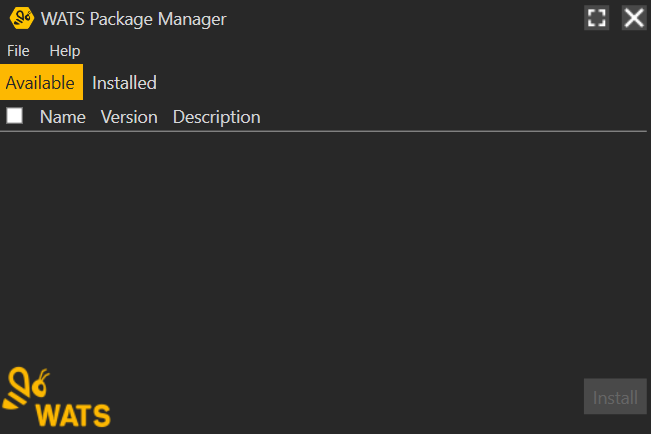 WATS Package Manager
File Help
Available Installed
Name Version Description
WATS
Install